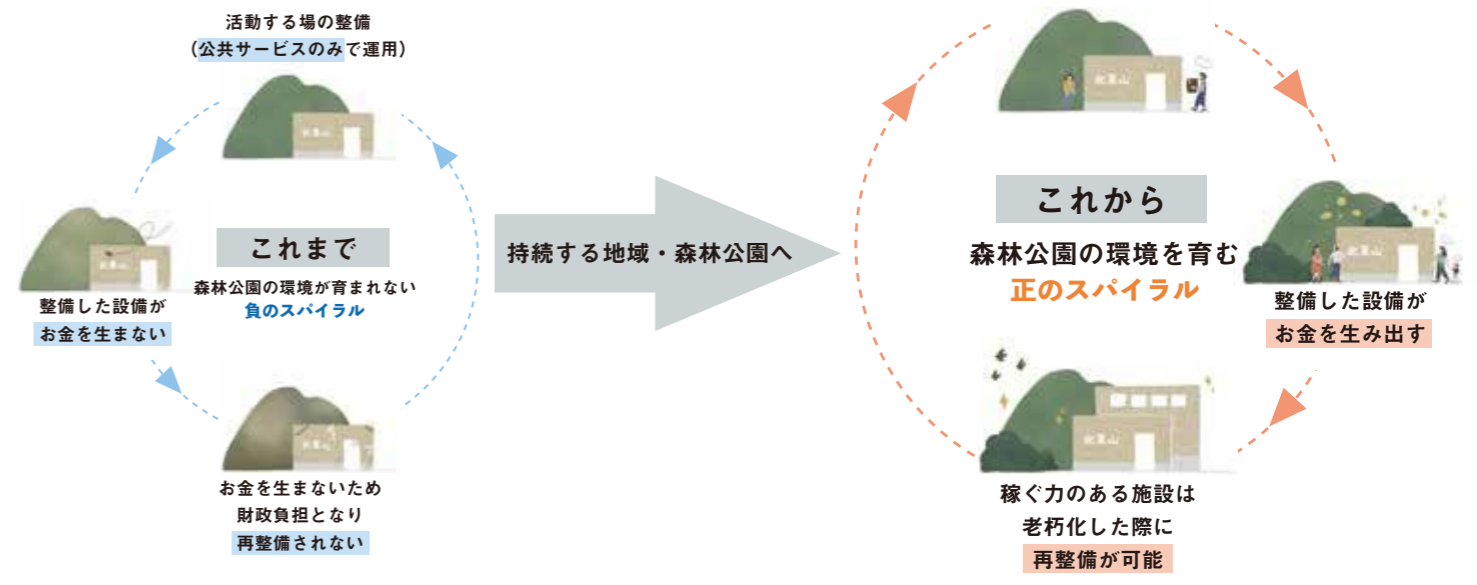 活動する場の整備
(公共サービスのみで運用)
これまで
森林公園の環境が育まれない
負のスパイラル
整備した設備が
お金を生まない
お金を生まないため
財政負担となり
再整備されない
持続する地域・森林公園へ
これから
森林公園の環境を育む
正のスパイラル
整備した設備が
お金を生み出す
稼ぐ力のある施設は
老朽化した際に
再整備が可能